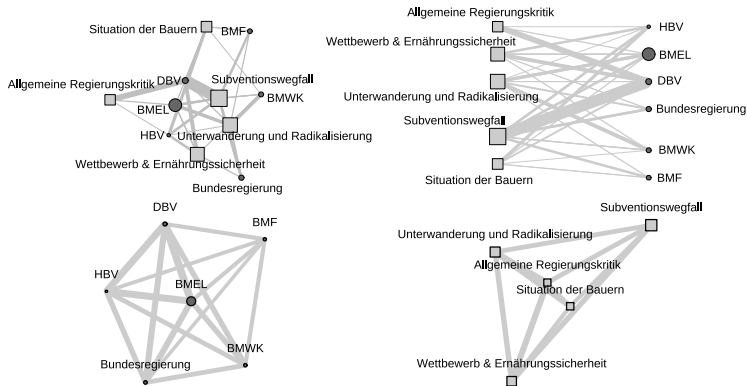 Situation der Bauern
BMF
Allgemeine Regierungskritik
DBV
Subventionswegfall
BMEL
BMWK
HBV
Unterwanderung und Radikalisierung
Wettbewerb & Ernährungssicherheit
Bundesregierung
Allgemeine Regierungskritik
HBV
Wettbewerb & Ernährungssicherheit
BMEL
DBV
Unterwanderung und Radikalisierung
Bundesregierung
Subventionswegfall
BMWK
Situation der Bauern
BMF
DBV
BMF
HBV
BMEL
BMWK
Bundesregierung
Subventionswegfall
Unterwanderung und Radikalisierung
Allgemeine Regierungskritik
Situation der Bauern
Wettbewerb & Ernährungssicherheit